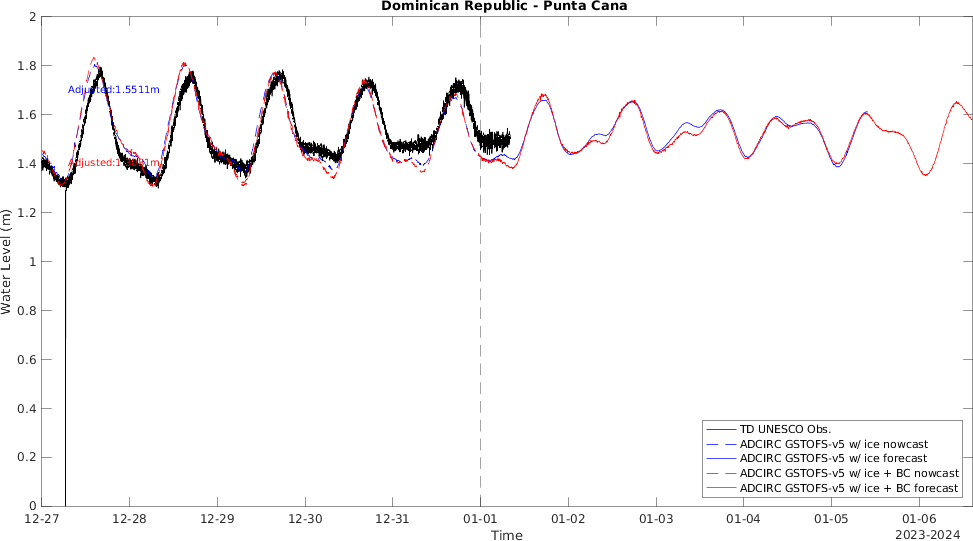 Dominican Republic - Punta Cana
2
1.8
1.6
1.4
1.2
1
0.8
0.6
0.4
0.2
0
Water Level (m)
Adjusted:1.5511m
TD UNESCO Obs.
ADCIRC GSTOFS-v5 w/ ice nowcast
ADCIRC GSTOFS-v5 w/ ice forecast
ADCIRC GSTOFS-v5 w/ ice + BC nowcast
ADCIRC GSTOFS-v5 w/ ice + BC forecast
12-27 12-28 12-29 12-30 12-31 01-01 01-02 01-03 01-04 01-05 01-06
Time
2023-2024